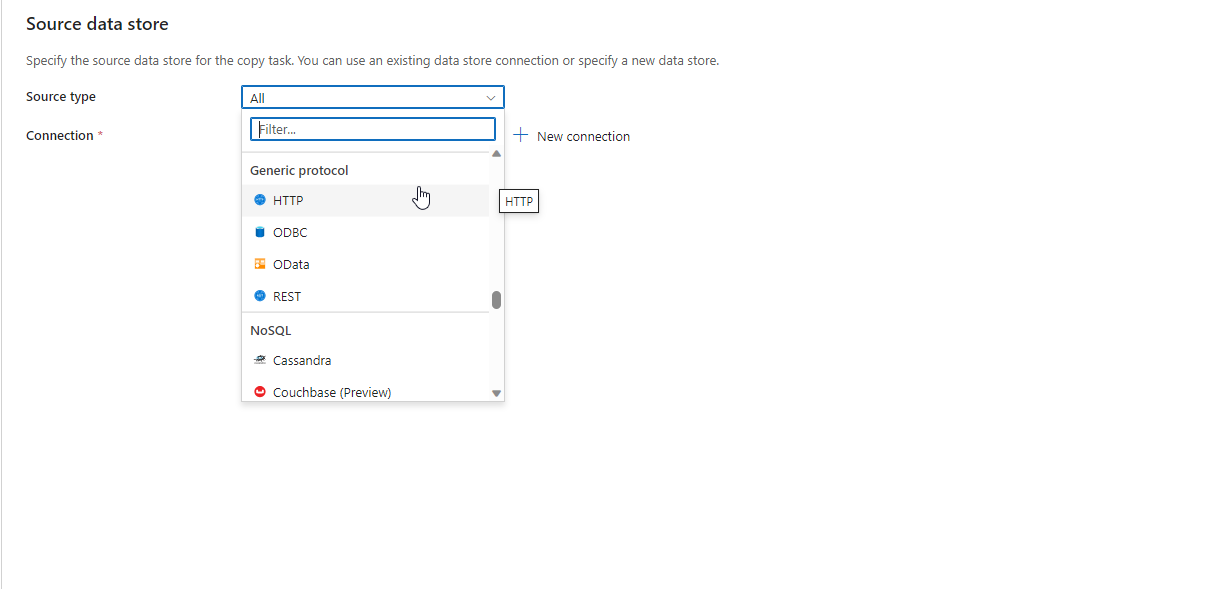 Source data store
Specify the source data store for the copy task. You can use an existing data store connection or specify a new data store.
Source type
All
Connection *
Filter...
New connection
Generic protocol
HTTP
HTTP
ODBC
OData
REST
NoSQL
Cassandra
Couchbase (Preview)